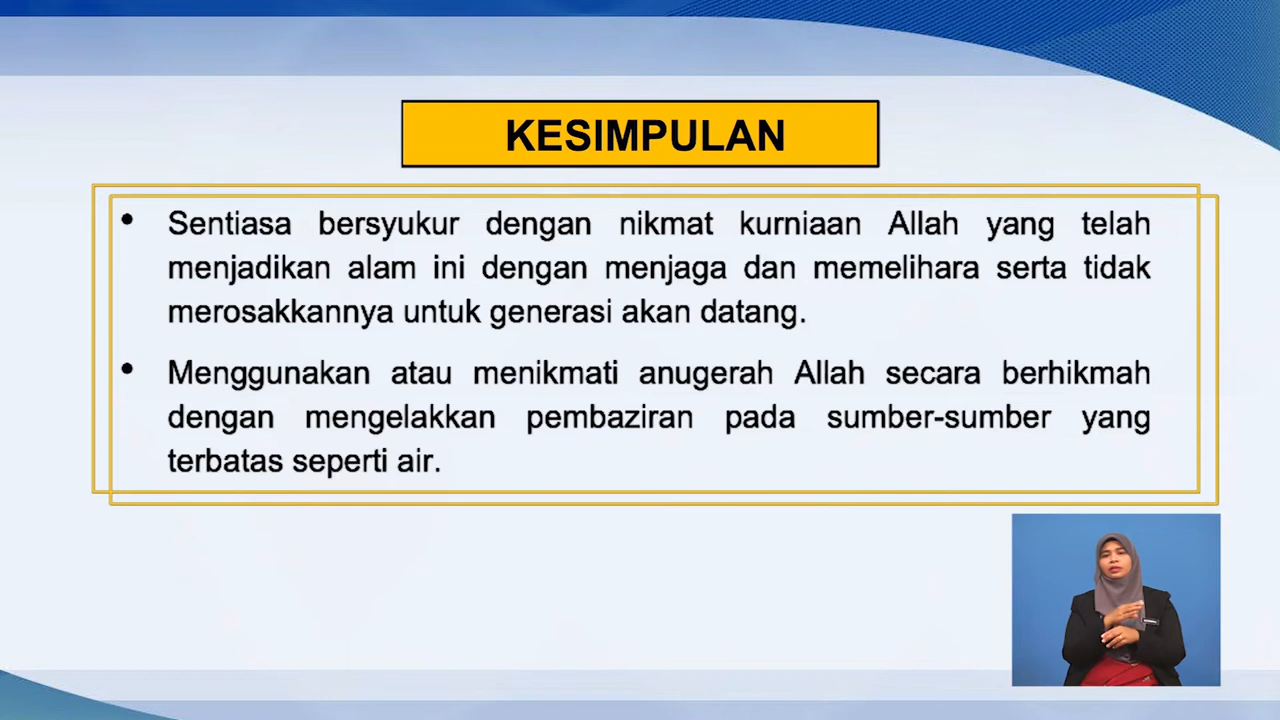 KESIMPULAN
• Sentiasa bersyukur dengan nikmat kurniaan Allah yang telah
menjadikan alam ini dengan menjaga dan memelihara serta tidak
merosakkannya untuk generasi akan datang.
• Menggunakan atau menikmati anugerah Allah secara berhikmah
dengan mengelakkan pembaziran pada sumber-sumber yang
terbatas seperti air.